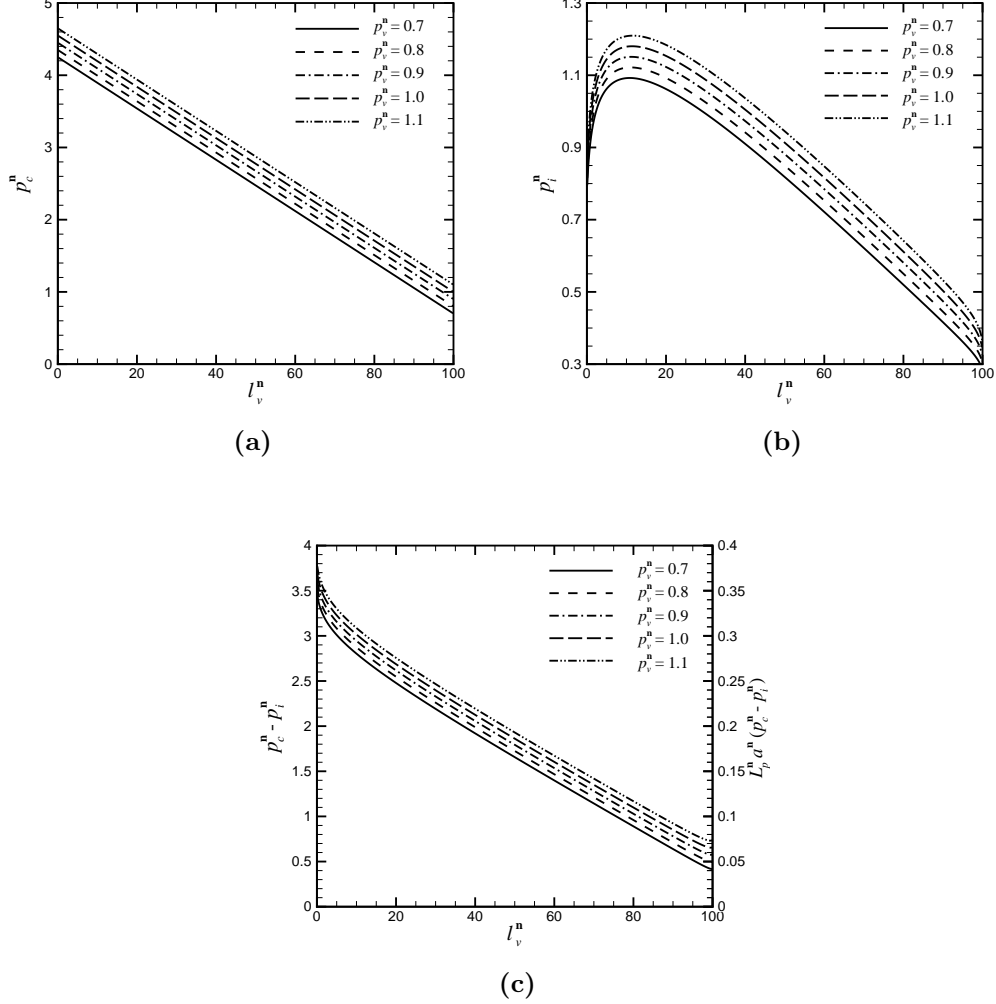 5
4
3
2
1
0
0 20 40 60 80 100
p_c^n
l_v^n
p_v^n = 0.7
p_v^n = 0.8
p_v^n = 0.9
p_v^n = 1.0
p_v^n = 1.1
(a)
1.3
1.1
0.9
0.7
0.5
0.3
0 20 40 60 80 100
p_i^n
l_v^n
p_v^n = 0.7
p_v^n = 0.8
p_v^n = 0.9
p_v^n = 1.0
p_v^n = 1.1
(b)
4
3.5
3
2.5
2
1.5
1
0.5
0
0 20 40 60 80 100
p_c^n - p_i^n
l_v^n
p_v^n = 0.7
p_v^n = 0.8
p_v^n = 0.9
p_v^n = 1.0
p_v^n = 1.1
0.4
0.35
0.3
0.25
0.2
0.15
0.1
0.05
0
L_p^n a^n (p_c^n - p_i^n)
(c)